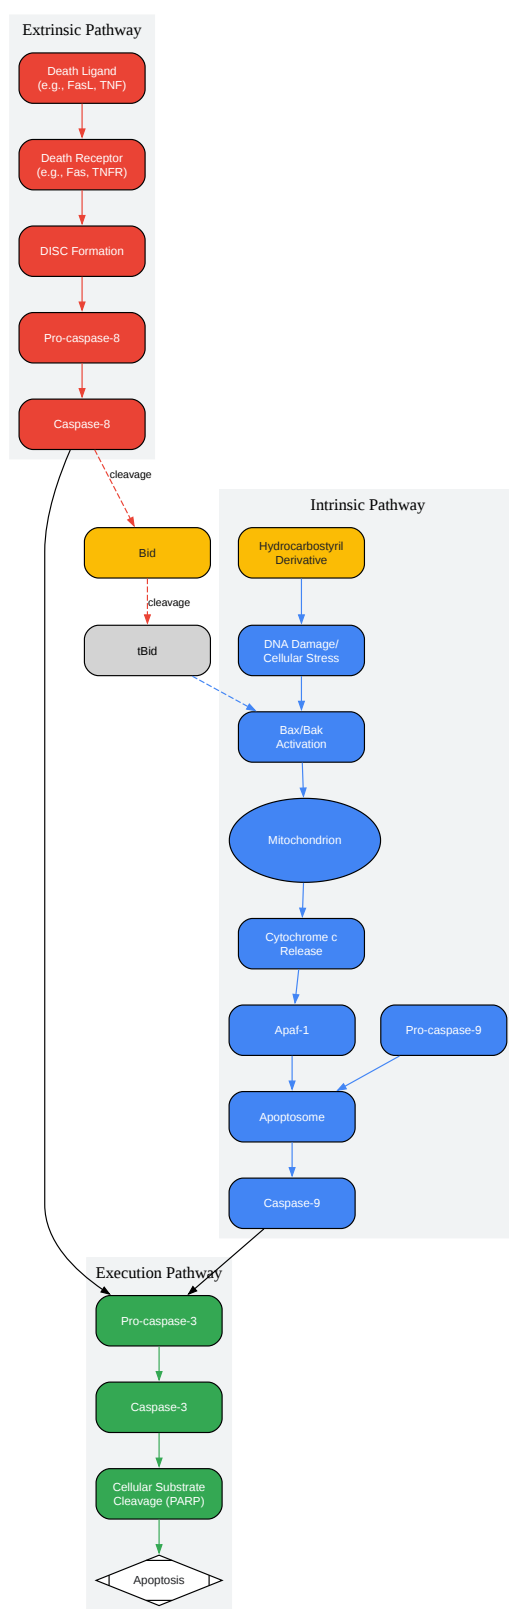 Extrinsic Pathway
Death Ligand
(e.g., FasL, TNF)
Death Receptor
(e.g., Fas, TNFR)
DISC Formation
Pro-caspase-8
Caspase-8
cleavage
Bid
cleavage
tBid
Intrinsic Pathway
Hydrocarbostyril
Derivative
DNA Damage/
Cellular Stress
Bax/Bak
Activation
Mitochondrion
Cytochrome c
Release
Apaf-1
Pro-caspase-9
Apoptosome
Caspase-9
Execution Pathway
Pro-caspase-3
Caspase-3
Cellular Substrate
Cleavage (PARP)
Apoptosis